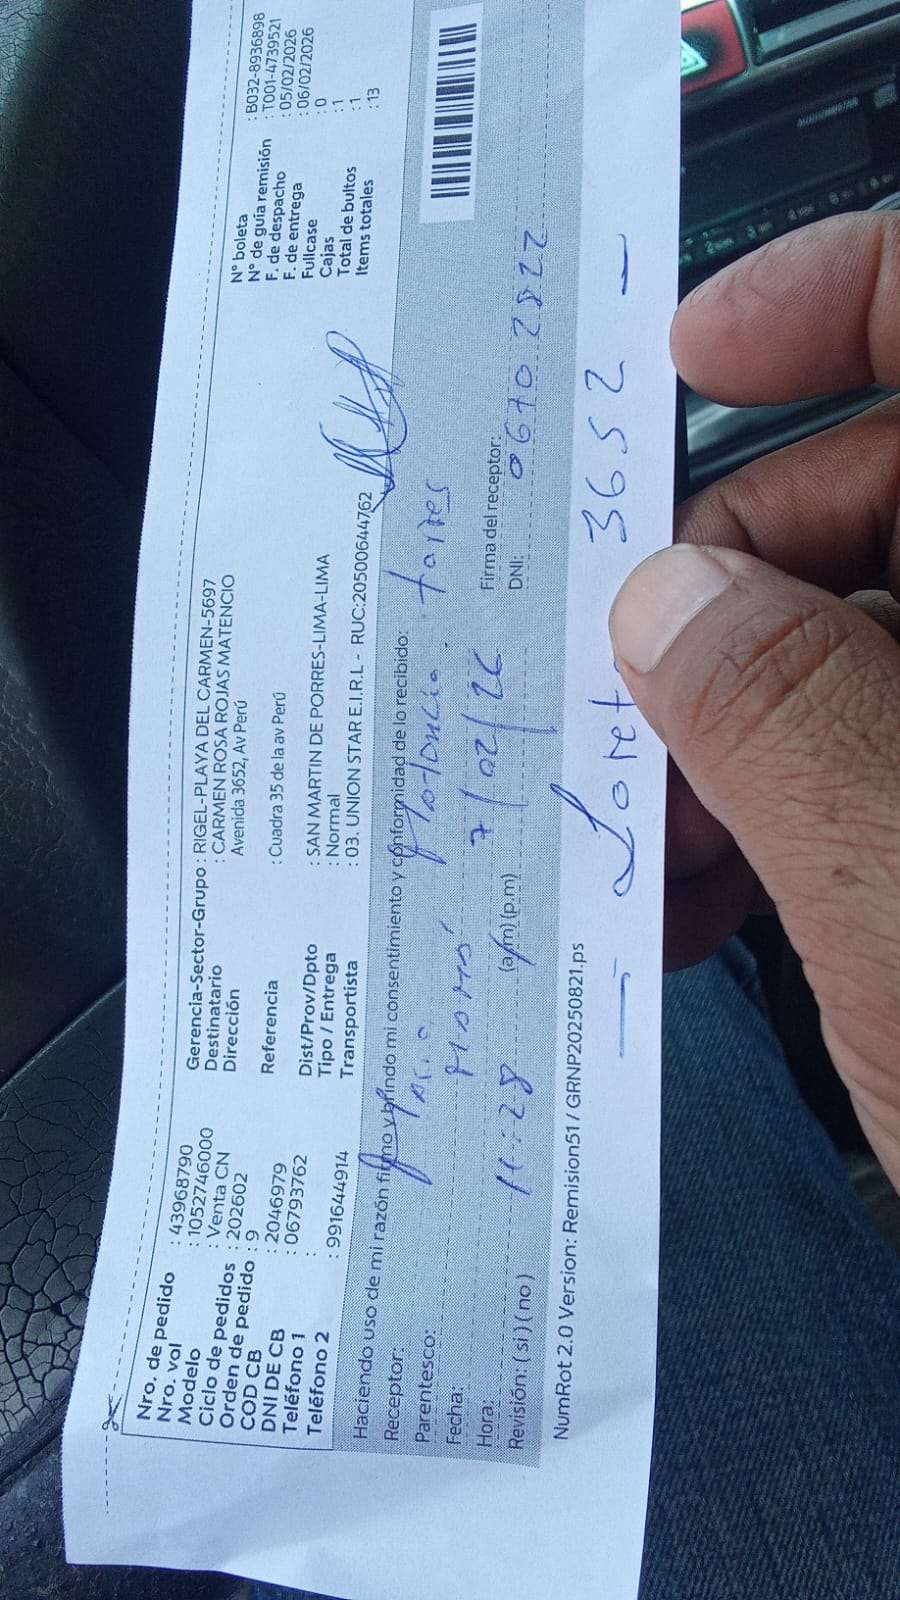 Nro. de pedido : 43968790
Nro. vol : 1052746000
Modelo : Venta CN
Ciclo de pedidos : 202602
Orden de pedido : 9
COD CB : 2046979
DNI DE CB : 06793762
Teléfono 1 :
Teléfono 2 : 991644914
Gerencia-Sector-Grupo : RIGEL-PLAYA DEL CARMEN-5697
Destinatario : CARMEN ROSA ROJAS MATENCIO
Dirección Avenida 3652, Av Perú
Referencia : Cuadra 35 de la av Perú
Dist/Prov/Dpto : SAN MARTIN DE PORRES-LIMA-LIMA
Tipo / Entrega : Normal
Transportista : 03. UNION STAR E.I.R.L - RUC:20500644762
N° boleta : B032-8936898
N° de guía remisión : T001-4739521
F. de despacho : 05/02/2026
F. de entrega : 06/02/2026
Fullcase : 0
Cajas : 1
Total de bultos : 1
Items totales : 13
Haciendo uso de mi razón firmo y brindo mi consentimiento y conformidad de lo recibido:
Receptor: torres
Parentesco:
Fecha: 7/02/26
Hora: 11:28 (a/m) (p.m)
Revisión: ( si ) ( no )
Firma del receptor:
DNI: 06702822
NumRot 2.0 Version: Remision51 / GRNP20250821.ps
3652 —